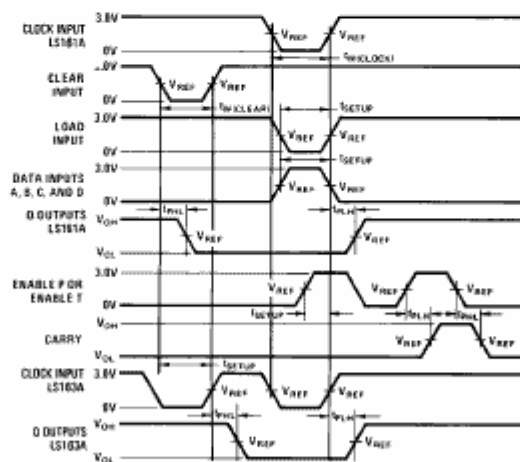 CLOCK INPUT
LS161A
3.0V
0V
VREF
tW(CLOCK)
CLEAR
INPUT
3.0V
0V
VREF
VREF
tW(CLEAR)
tSETUP
LOAD
INPUT
3.0V
0V
VREF
VREF
tSETUP
DATA INPUTS
A, B, C, AND D
3.0V
0V
VREF
VREF
Q OUTPUTS
LS161A
VOH
VOL
tPHL
VREF
tPLH
VREF
ENABLE P OR
ENABLE T
3.0V
0V
VREF
VREF
VREF
tSETUP
tPLH
tPHL
CARRY
VOH
VOL
VREF
VREF
tSETUP
CLOCK INPUT
LS163A
3.0V
0V
VREF
VREF
VREF
tPHL
tPLH
Q OUTPUTS
LS163A
VOH
VOL
VREF
VREF